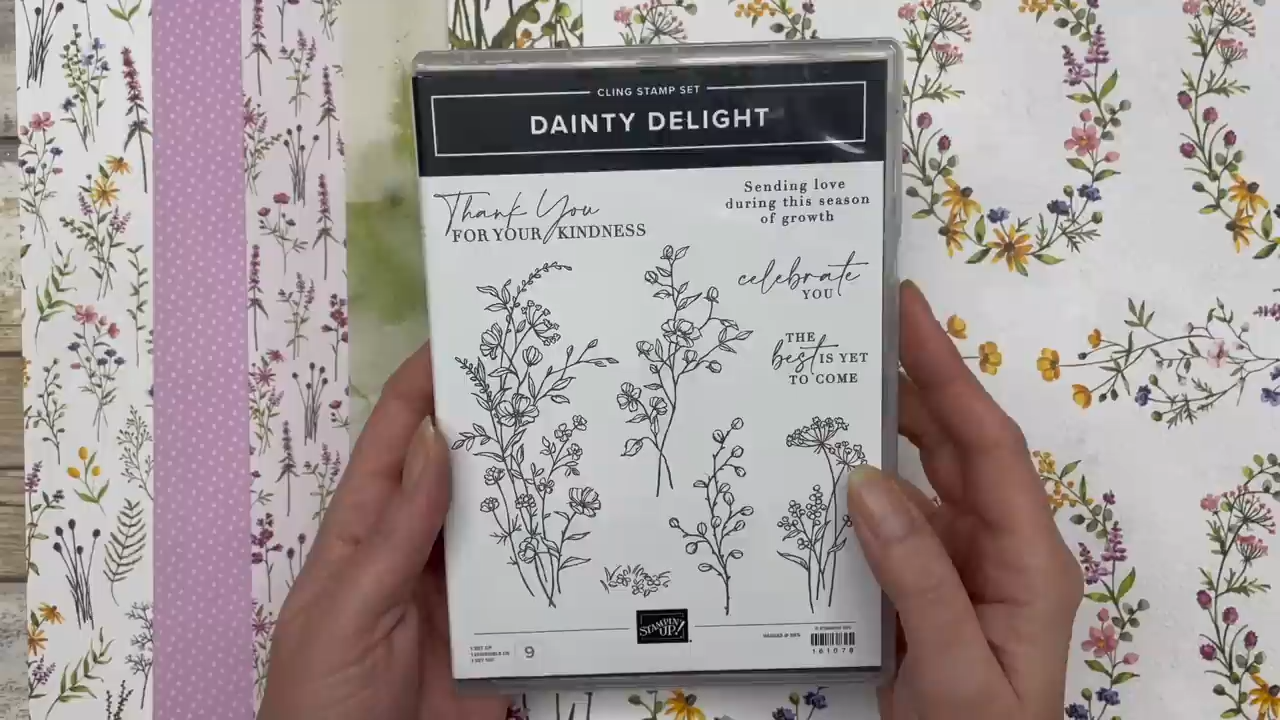 CLING STAMP SET
DAINTY DELIGHT
Thank You
FOR YOUR KINDNESS
Sending love
during this season
of growth
celebrate
YOU
THE
best IS YET
TO COME
STAMPIN' UP!
9
161078